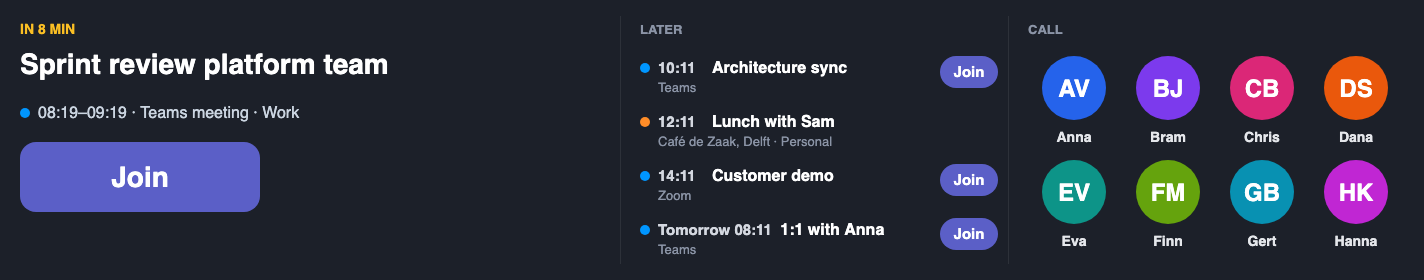 IN 8 MIN
Sprint review platform team
08:19–09:19 · Teams meeting · Work
Join
LATER
10:11 Architecture sync
Teams
Join
12:11 Lunch with Sam
Café de Zaak, Delft · Personal
14:11 Customer demo
Zoom
Join
Tomorrow 08:11 1:1 with Anna
Teams
Join
CALL
AV BJ CB DS
Anna Bram Chris Dana
EV FM GB HK
Eva Finn Gert Hanna